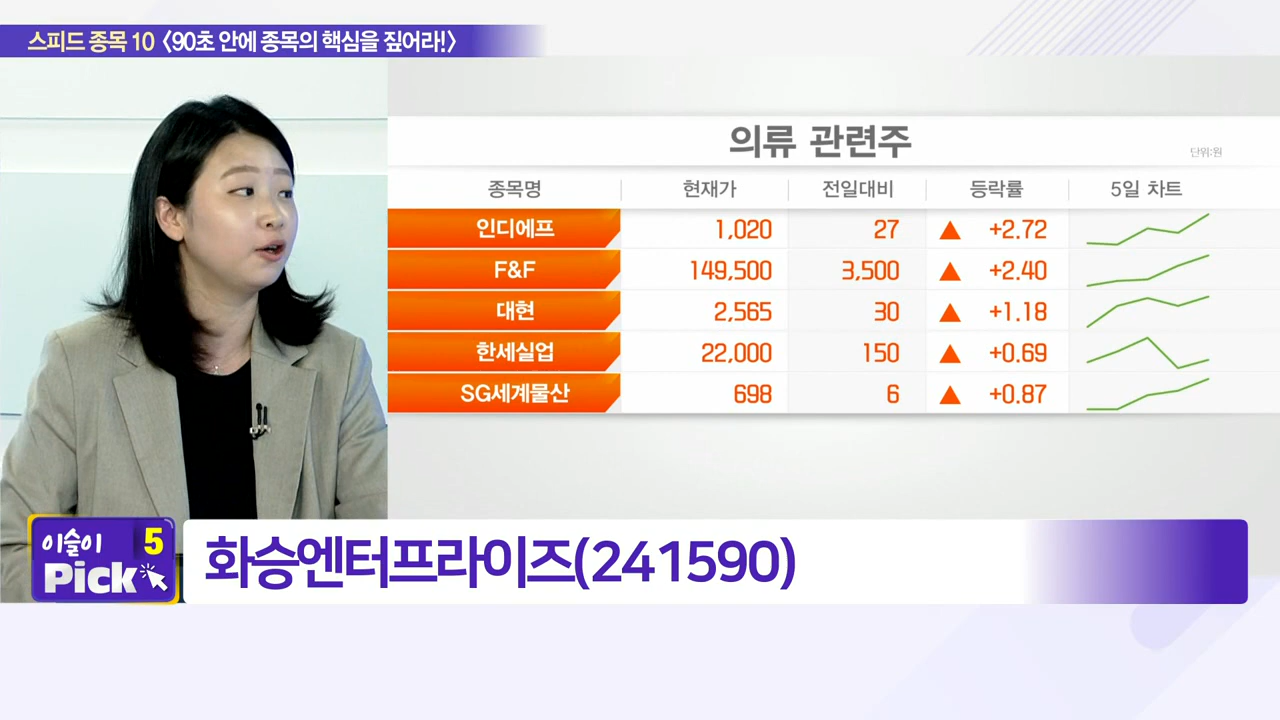 스피드 종목 10 〈90초 안에 종목의 핵심을 짚어라!〉
의류 관련주
단위:원
종목명 현재가 전일대비 등락률 5일 차트
인디에프 1,020 27 ▲ +2.72
F&F 149,500 3,500 ▲ +2.40
대현 2,565 30 ▲ +1.18
한세실업 22,000 150 ▲ +0.69
SG세계물산 698 6 ▲ +0.87
이슬이 5
Pick
화승엔터프라이즈(241590)